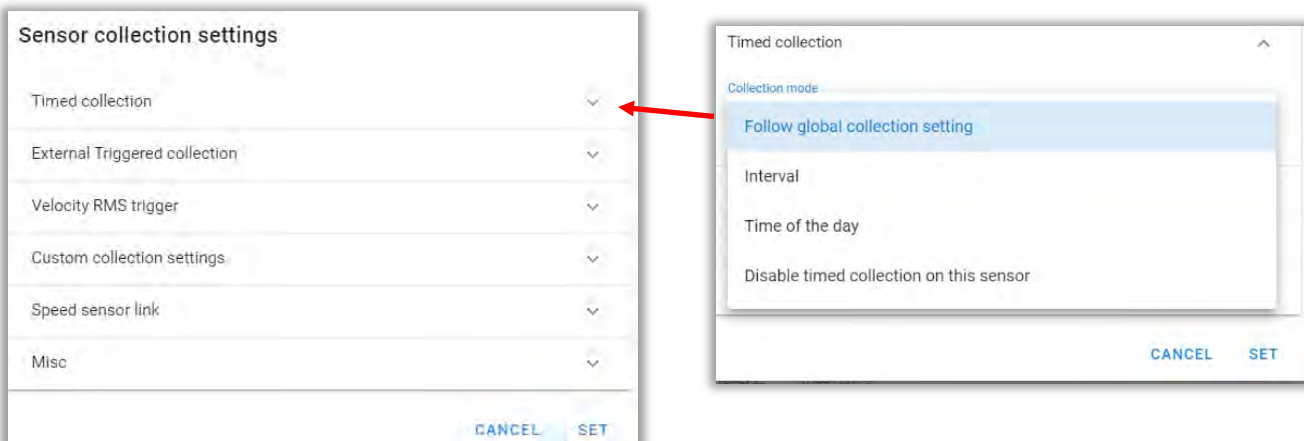 Sensor collection settings
Timed collection
External Triggered collection
Velocity RMS trigger
Custom collection settings
Speed sensor link
Misc
CANCEL SET
Timed collection
Collection mode
Follow global collection setting
Interval
Time of the day
Disable timed collection on this sensor
CANCEL SET